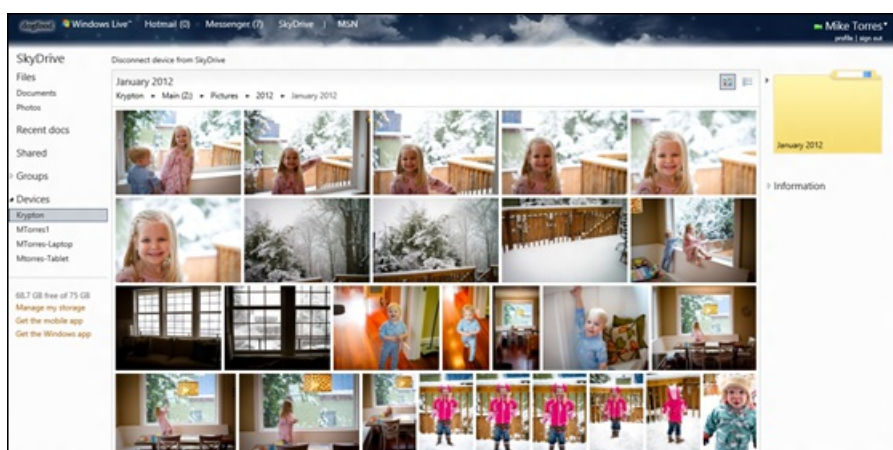 dogfood Windows Live™ Hotmail (0) Messenger (7) SkyDrive | MSN
Mike Torres
profile | sign out
SkyDrive
Files
Documents
Photos
Recent docs
Shared
Groups
Devices
Krypton
MTorres1
MTorres-Laptop
Mtorres-Tablet
68.7 GB free of 75 GB
Manage my storage
Get the mobile app
Get the Windows app
Disconnect device from SkyDrive
January 2012
Krypton ▸ Main (Z:) ▸ Pictures ▸ 2012 ▸ January 2012
January 2012
Information